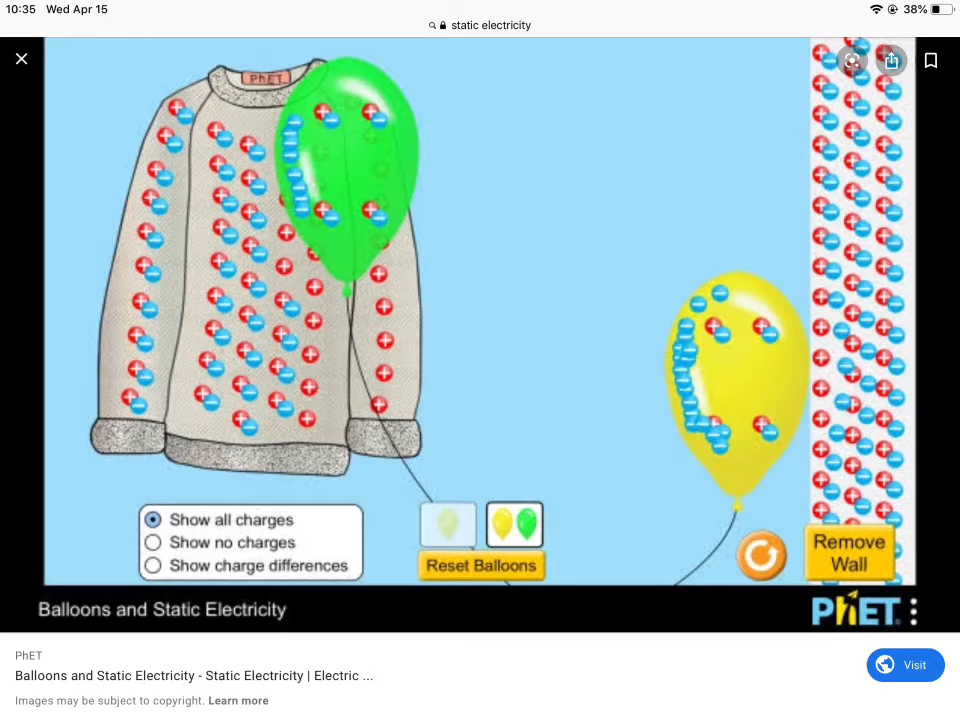 10:35 Wed Apr 15
38%
static electricity
PhET
Show all charges
Show no charges
Show charge differences
Reset Balloons
Remove
Wall
Balloons and Static Electricity
PhET
PhET
Balloons and Static Electricity - Static Electricity | Electric ...
Visit
Images may be subject to copyright. Learn more